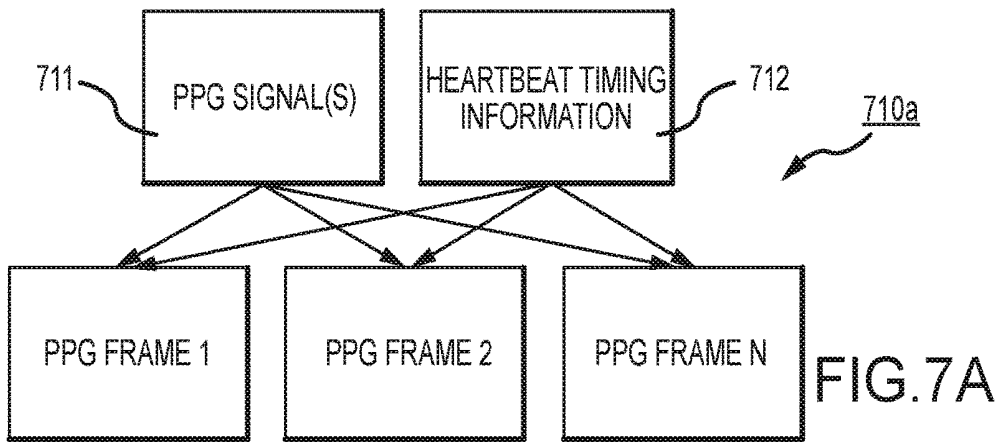 711
PPG SIGNAL(S)
HEARTBEAT TIMING
INFORMATION
712
710a
PPG FRAME 1
PPG FRAME 2
PPG FRAME N
FIG.7A